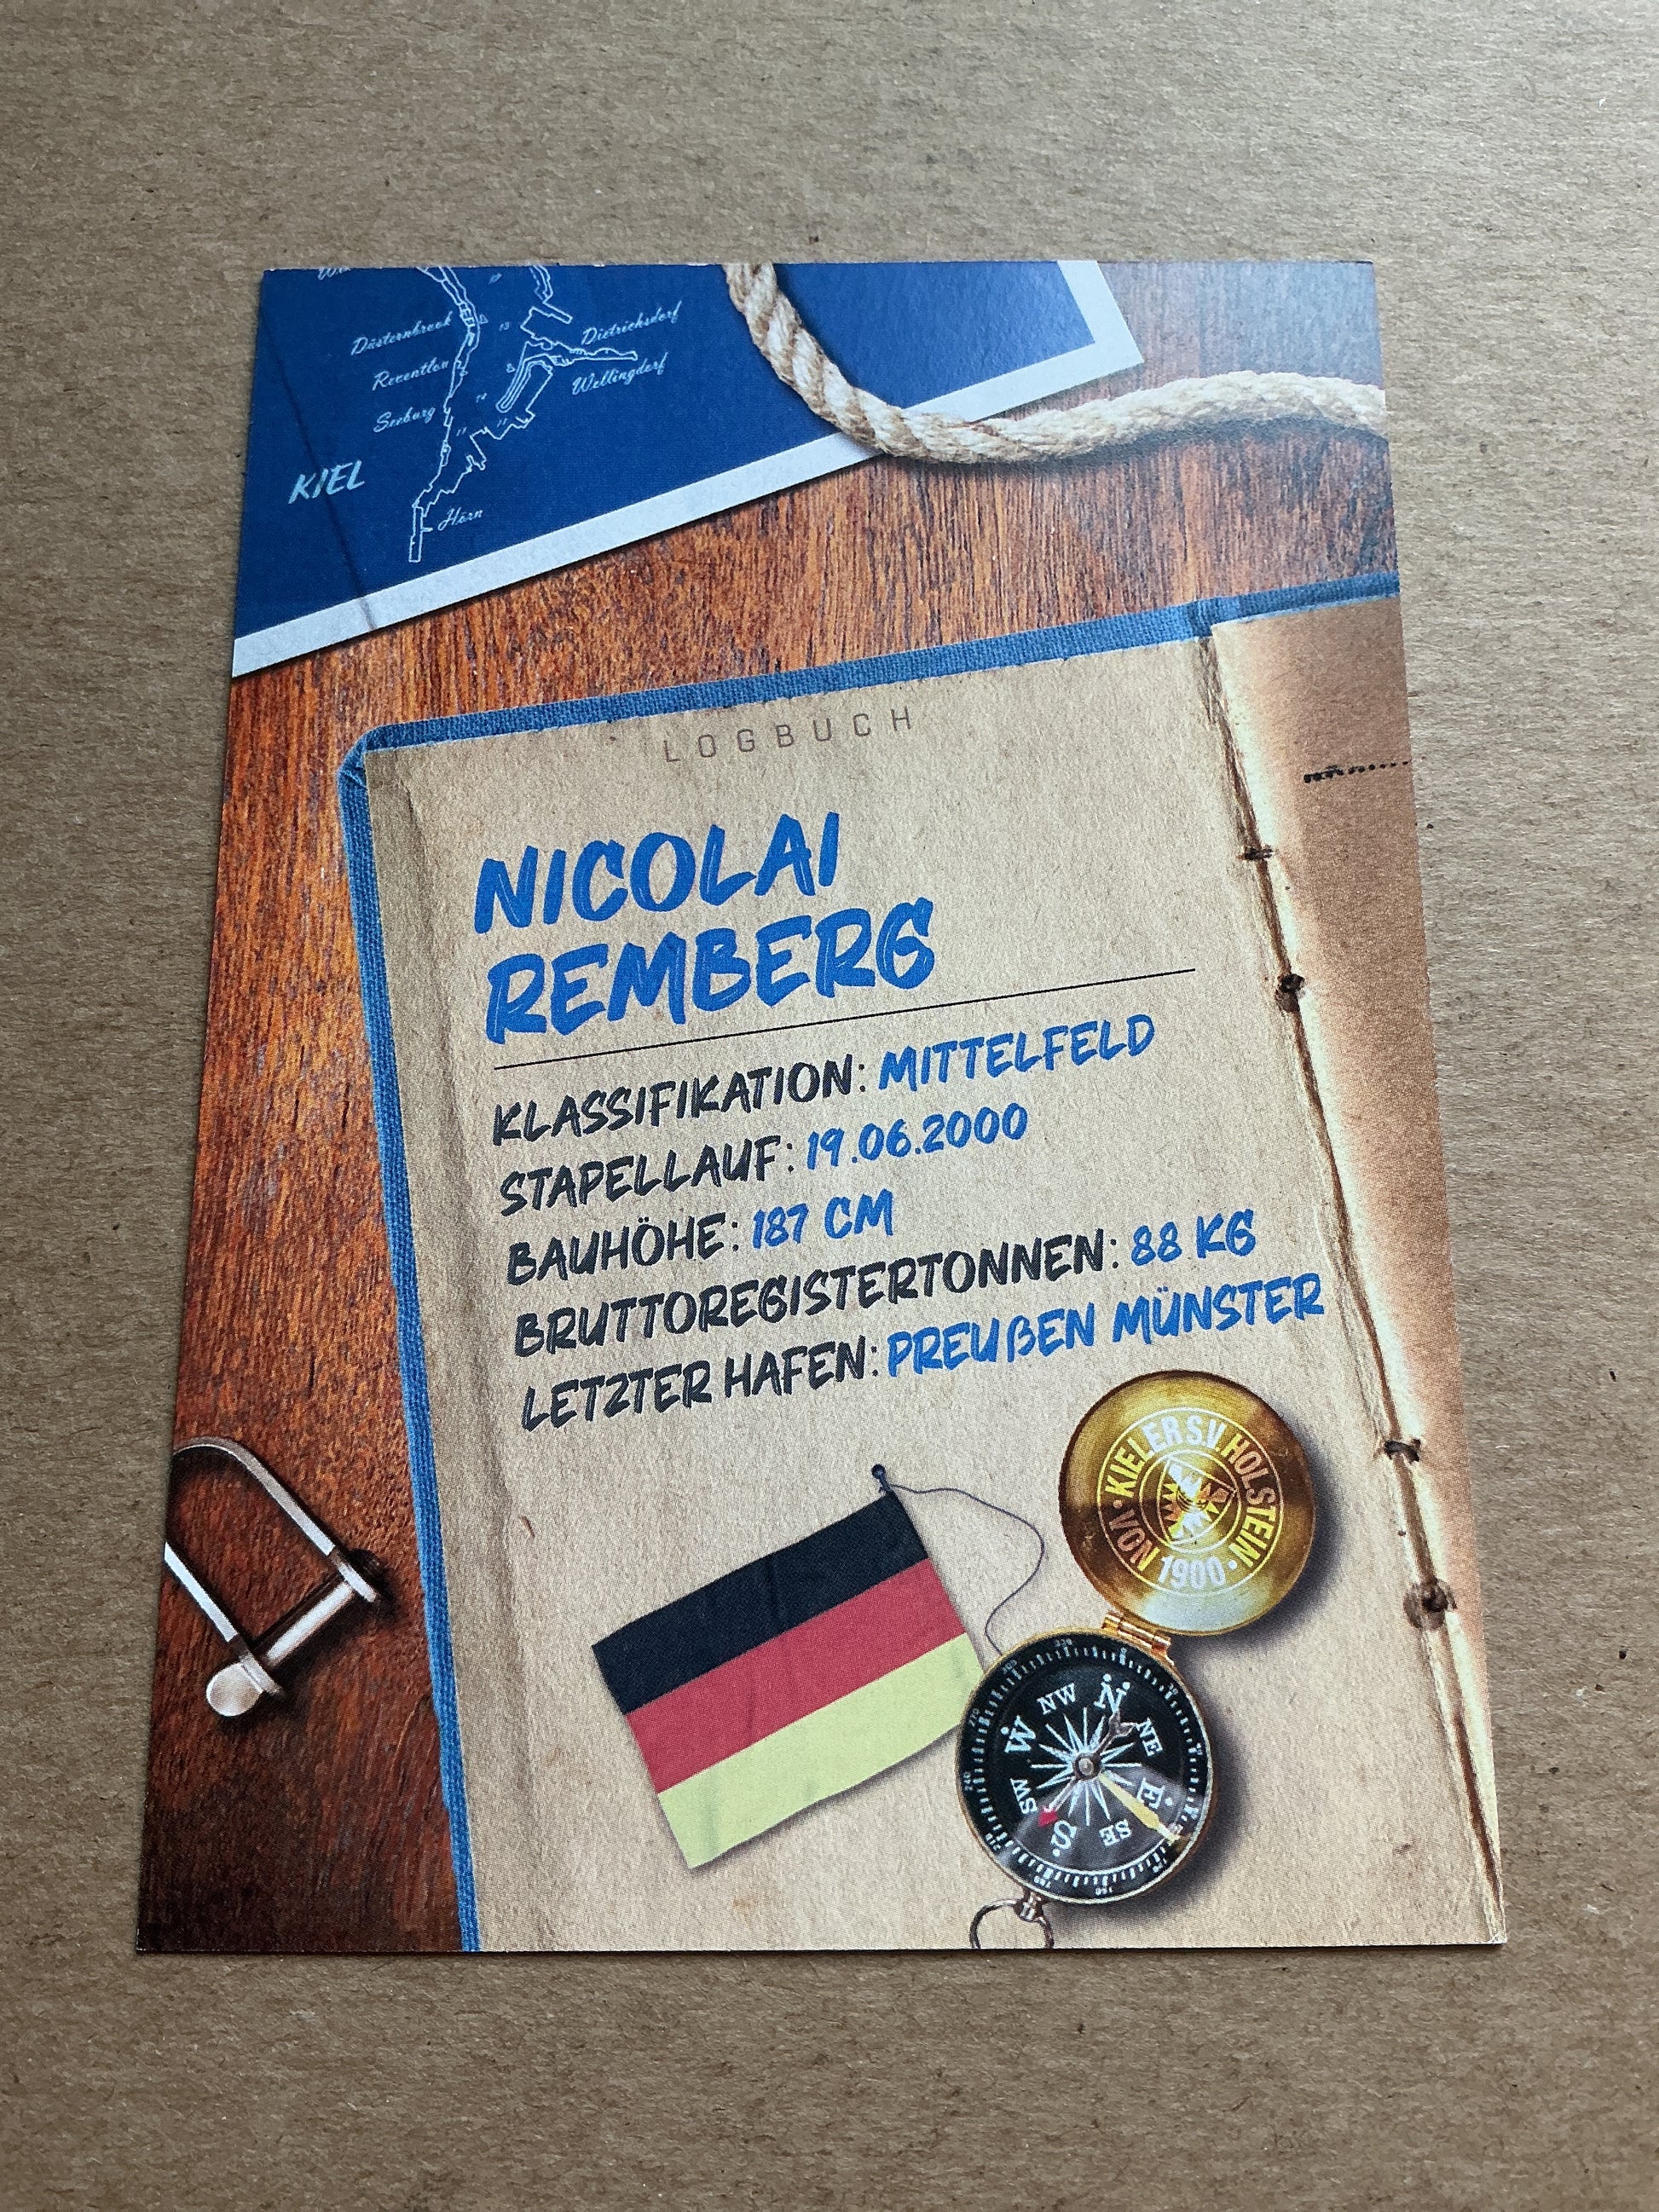 Düsternbrook
Dietrichsdorf
Reventlou
Wellingdorf
Seeburg
KIEL
Hörn
LOGBUCH
NICOLAI
REMBERG
KLASSIFIKATION: MITTELFELD
STAPELLAUF: 19.06.2000
BAUHÖHE: 187 CM
BRUTTOREGISTERTONNEN: 88 KG
LETZTER HAFEN: PREUßEN MÜNSTER
KIELER S.V. HOLSTEIN
VON 1900
N
NE
E
SE
S
SW
W
NW